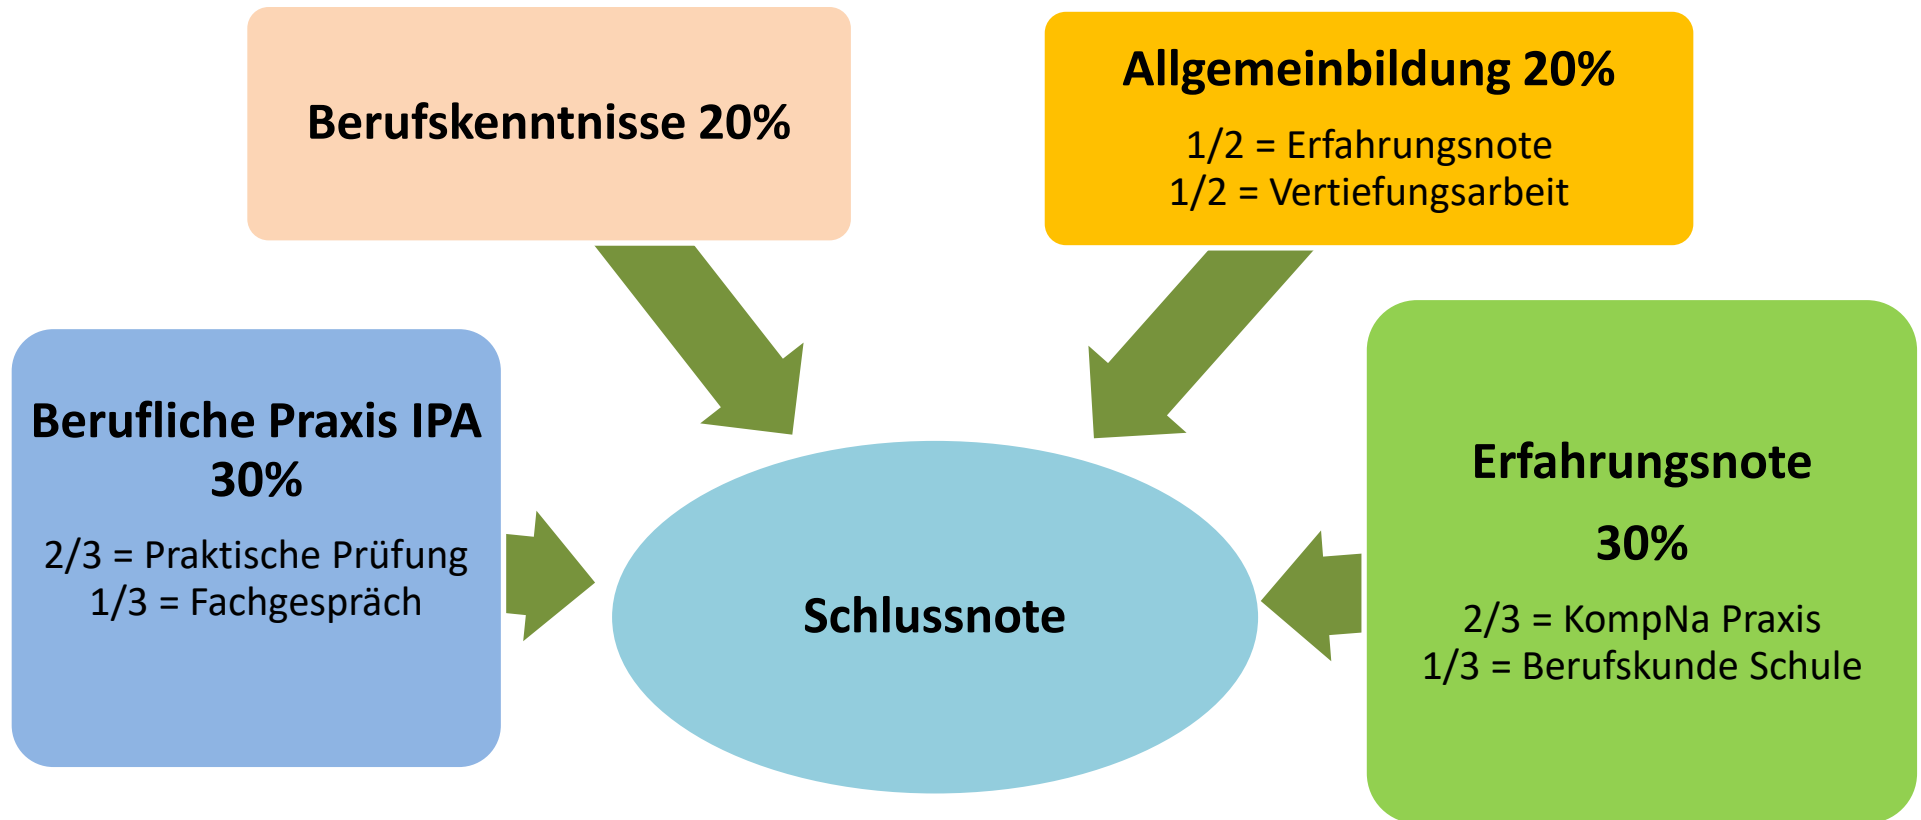 Berufskenntnisse 20%
Allgemeinbildung 20%
1/2 = Erfahrungsnote
1/2 = Vertiefungsarbeit
Berufliche Praxis IPA
30%
2/3 = Praktische Prüfung
1/3 = Fachgespräch
Schlussnote
Erfahrungsnote
30%
2/3 = KompNa Praxis
1/3 = Berufskunde Schule